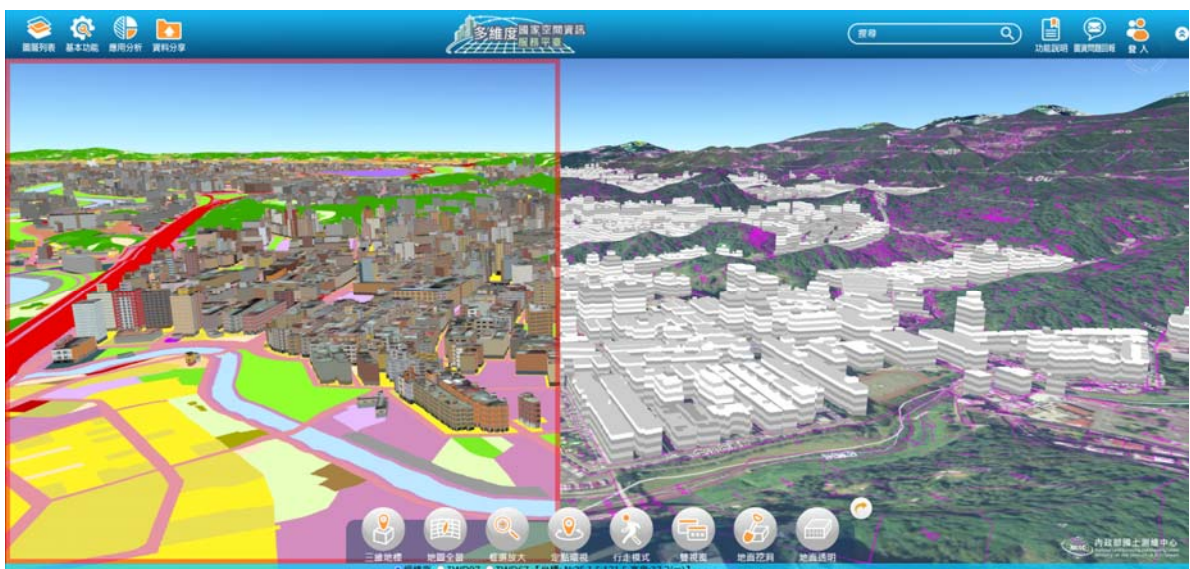 多維度國家空間資訊
服務平臺
搜尋
圖層列表 基本功能 應用分析 資料分享
功能說明 圖資問題回報 登入
三維地標 地圖全景 框選放大 定點環視 行走模式 雙視窗 地面挖洞 地面透明
內政部國土測繪中心